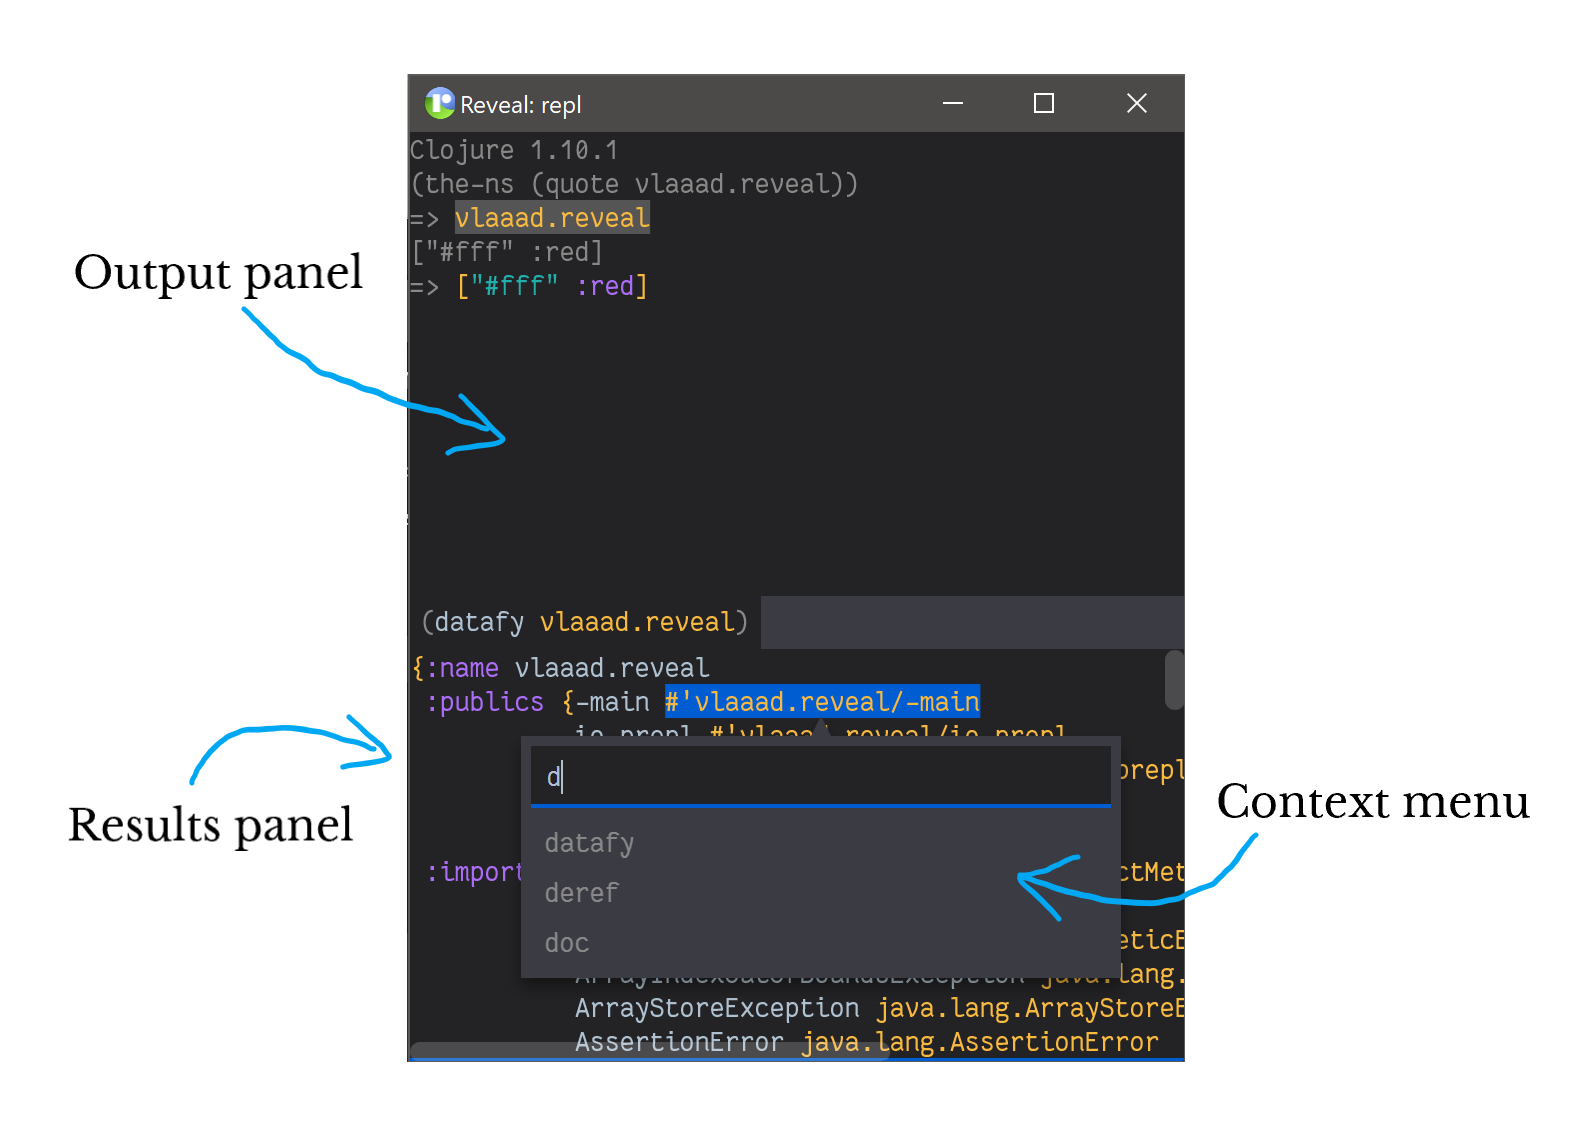 Reveal: repl
Clojure 1.10.1
(the-ns (quote vlaaad.reveal))
=> vlaaad.reveal
["#fff" :red]
=> ["#fff" :red]
Output panel
(datafy vlaaad.reveal)
{:name vlaaad.reveal
:publics {-main #'vlaaad.reveal/-main
io-prepl #'vlaaad.reveal/io-prepl
prepl
d
Results panel
Context menu
datafy
:import ctMet
deref
doc
eticE
ArrayIndexOutOfBoundsException java.lang.
ArrayStoreException java.lang.ArrayStoreE
AssertionError java.lang.AssertionError